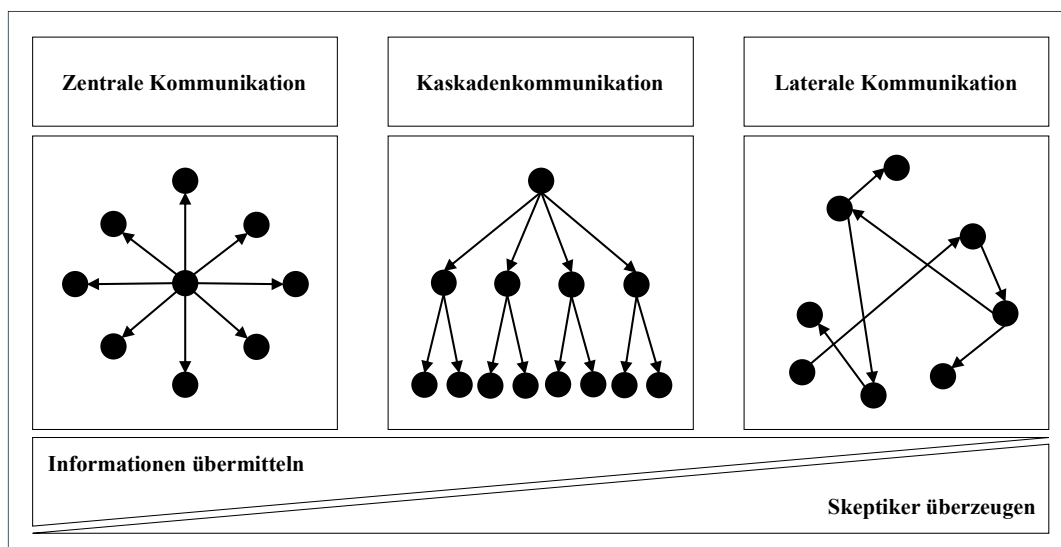 Zentrale Kommunikation
Kaskadenkommunikation
Laterale Kommunikation
Informationen übermitteln
Skeptiker überzeugen